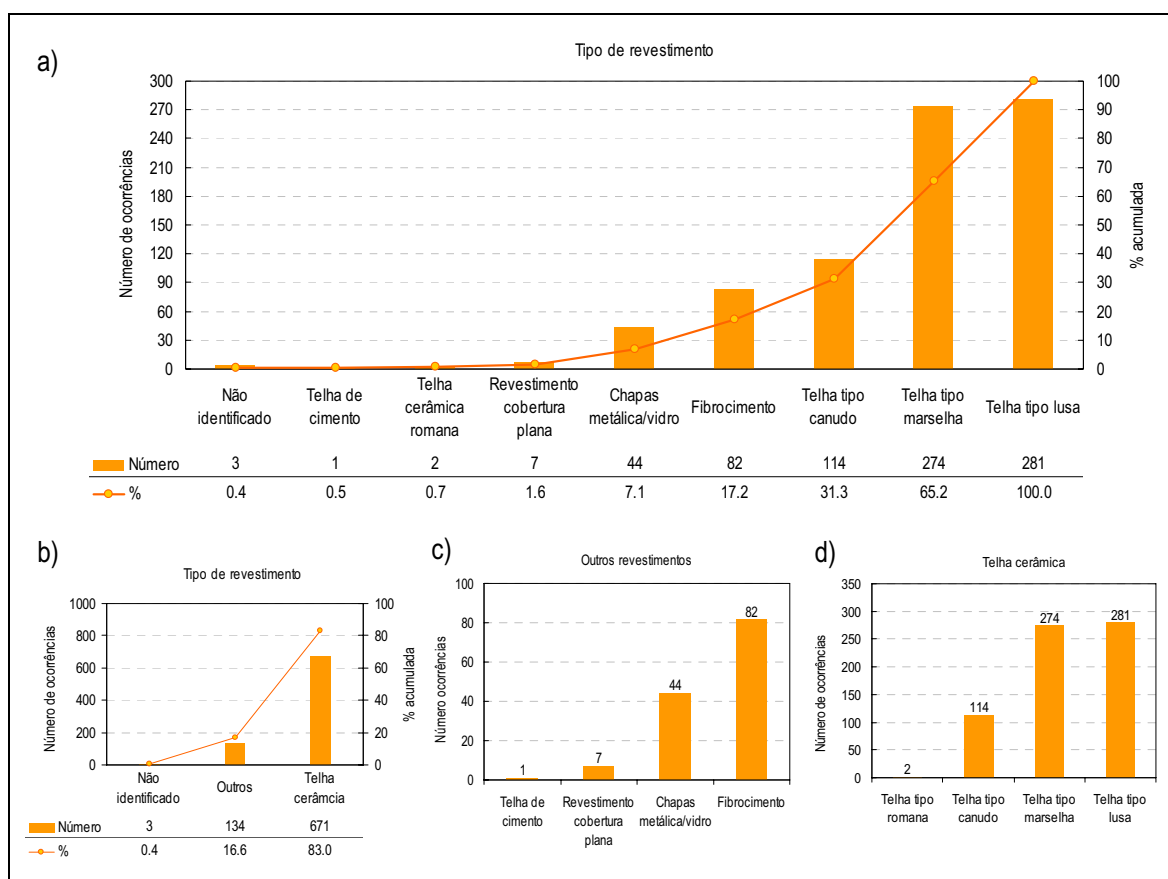 a)
Tipo de revestimento
300
270
240
210
180
150
120
90
60
30
0
Número de ocorrências
100
90
80
70
60
50
40
30
20
10
0
% acumulada
Não identificado
Telha de cimento
Telha cerâmica romana
Revestimento cobertura plana
Chapas metálica/vidro
Fibrocimento
Telha tipo canudo
Telha tipo marselha
Telha tipo lusa
Número 3 1 2 7 44 82 114 274 281
% 0.4 0.5 0.7 1.6 7.1 17.2 31.3 65.2 100.0
b)
Tipo de revestimento
1000
800
600
400
200
0
Número de ocorrências
100
80
60
40
20
0
% acumulada
Não identificado
Outros
Telha cerâmcia
Número 3 134 671
% 0.4 16.6 83.0
c)
Outros revestimentos
100
80
60
40
20
0
Número ocorrências
1
7
44
82
Telha de cimento
Revestimento cobertura plana
Chapas metálica/vidro
Fibrocimento
d)
Telha cerâmica
350
300
250
200
150
100
50
0
Número de ocorrências
2
114
274
281
Telha tipo romana
Telha tipo canudo
Telha tipo marselha
Telha tipo lusa